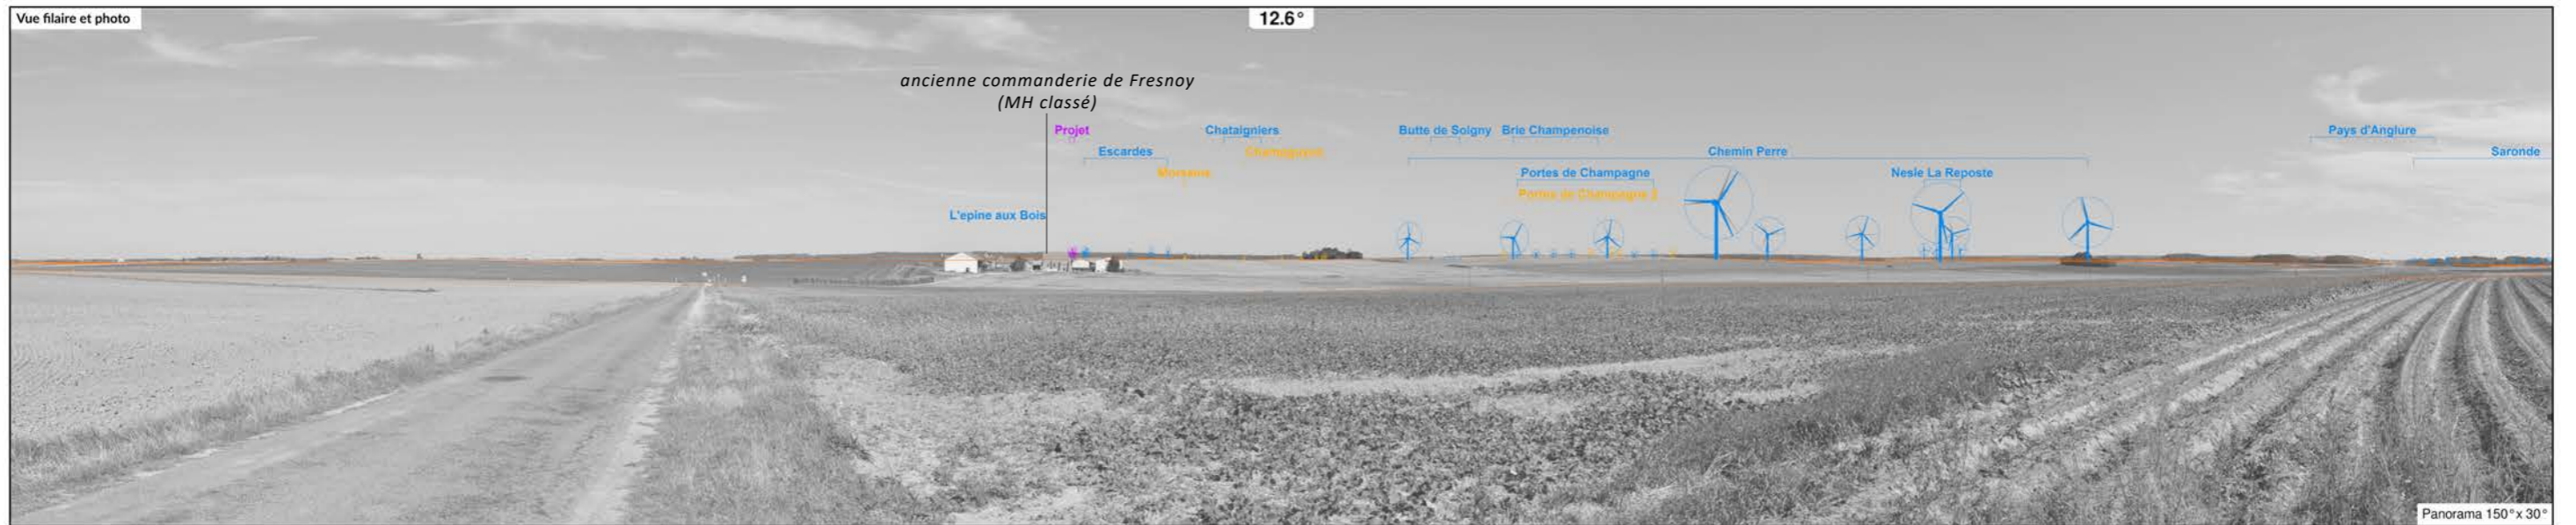 Vue filaire et photo
12.6°
ancienne commanderie de Fresnoy
(MH classé)
Projet
Chataigniers
Butte de Soigny
Brie Champenoise
Pays d'Anglure
Escardes
Champguyon
Chemin Perre
Saronde
Morsains
Portes de Champagne
Nesle La Reposte
Portes de Champagne 2
L'epine aux Bois
Panorama 150°x 30°